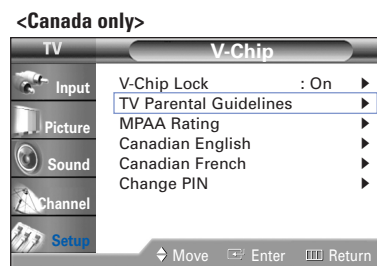 <Canada only>
TV V-Chip
Input
Picture
Sound
Channel
Setup
V-Chip Lock : On ▶
TV Parental Guidelines ▶
MPAA Rating ▶
Canadian English ▶
Canadian French ▶
Change PIN ▶
Move Enter Return